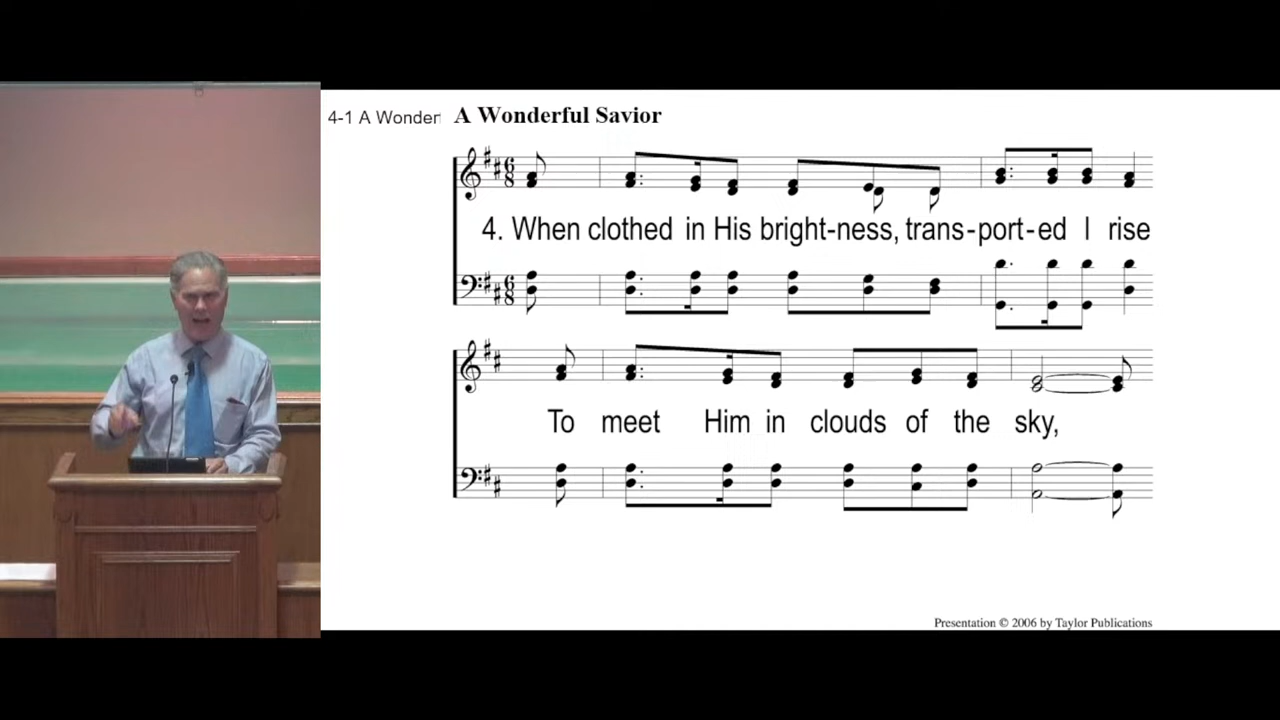 4-1 A Wonder
A Wonderful Savior
4. When clothed in His bright-ness, trans-port-ed I rise
To meet Him in clouds of the sky,
Presentation © 2006 by Taylor Publications